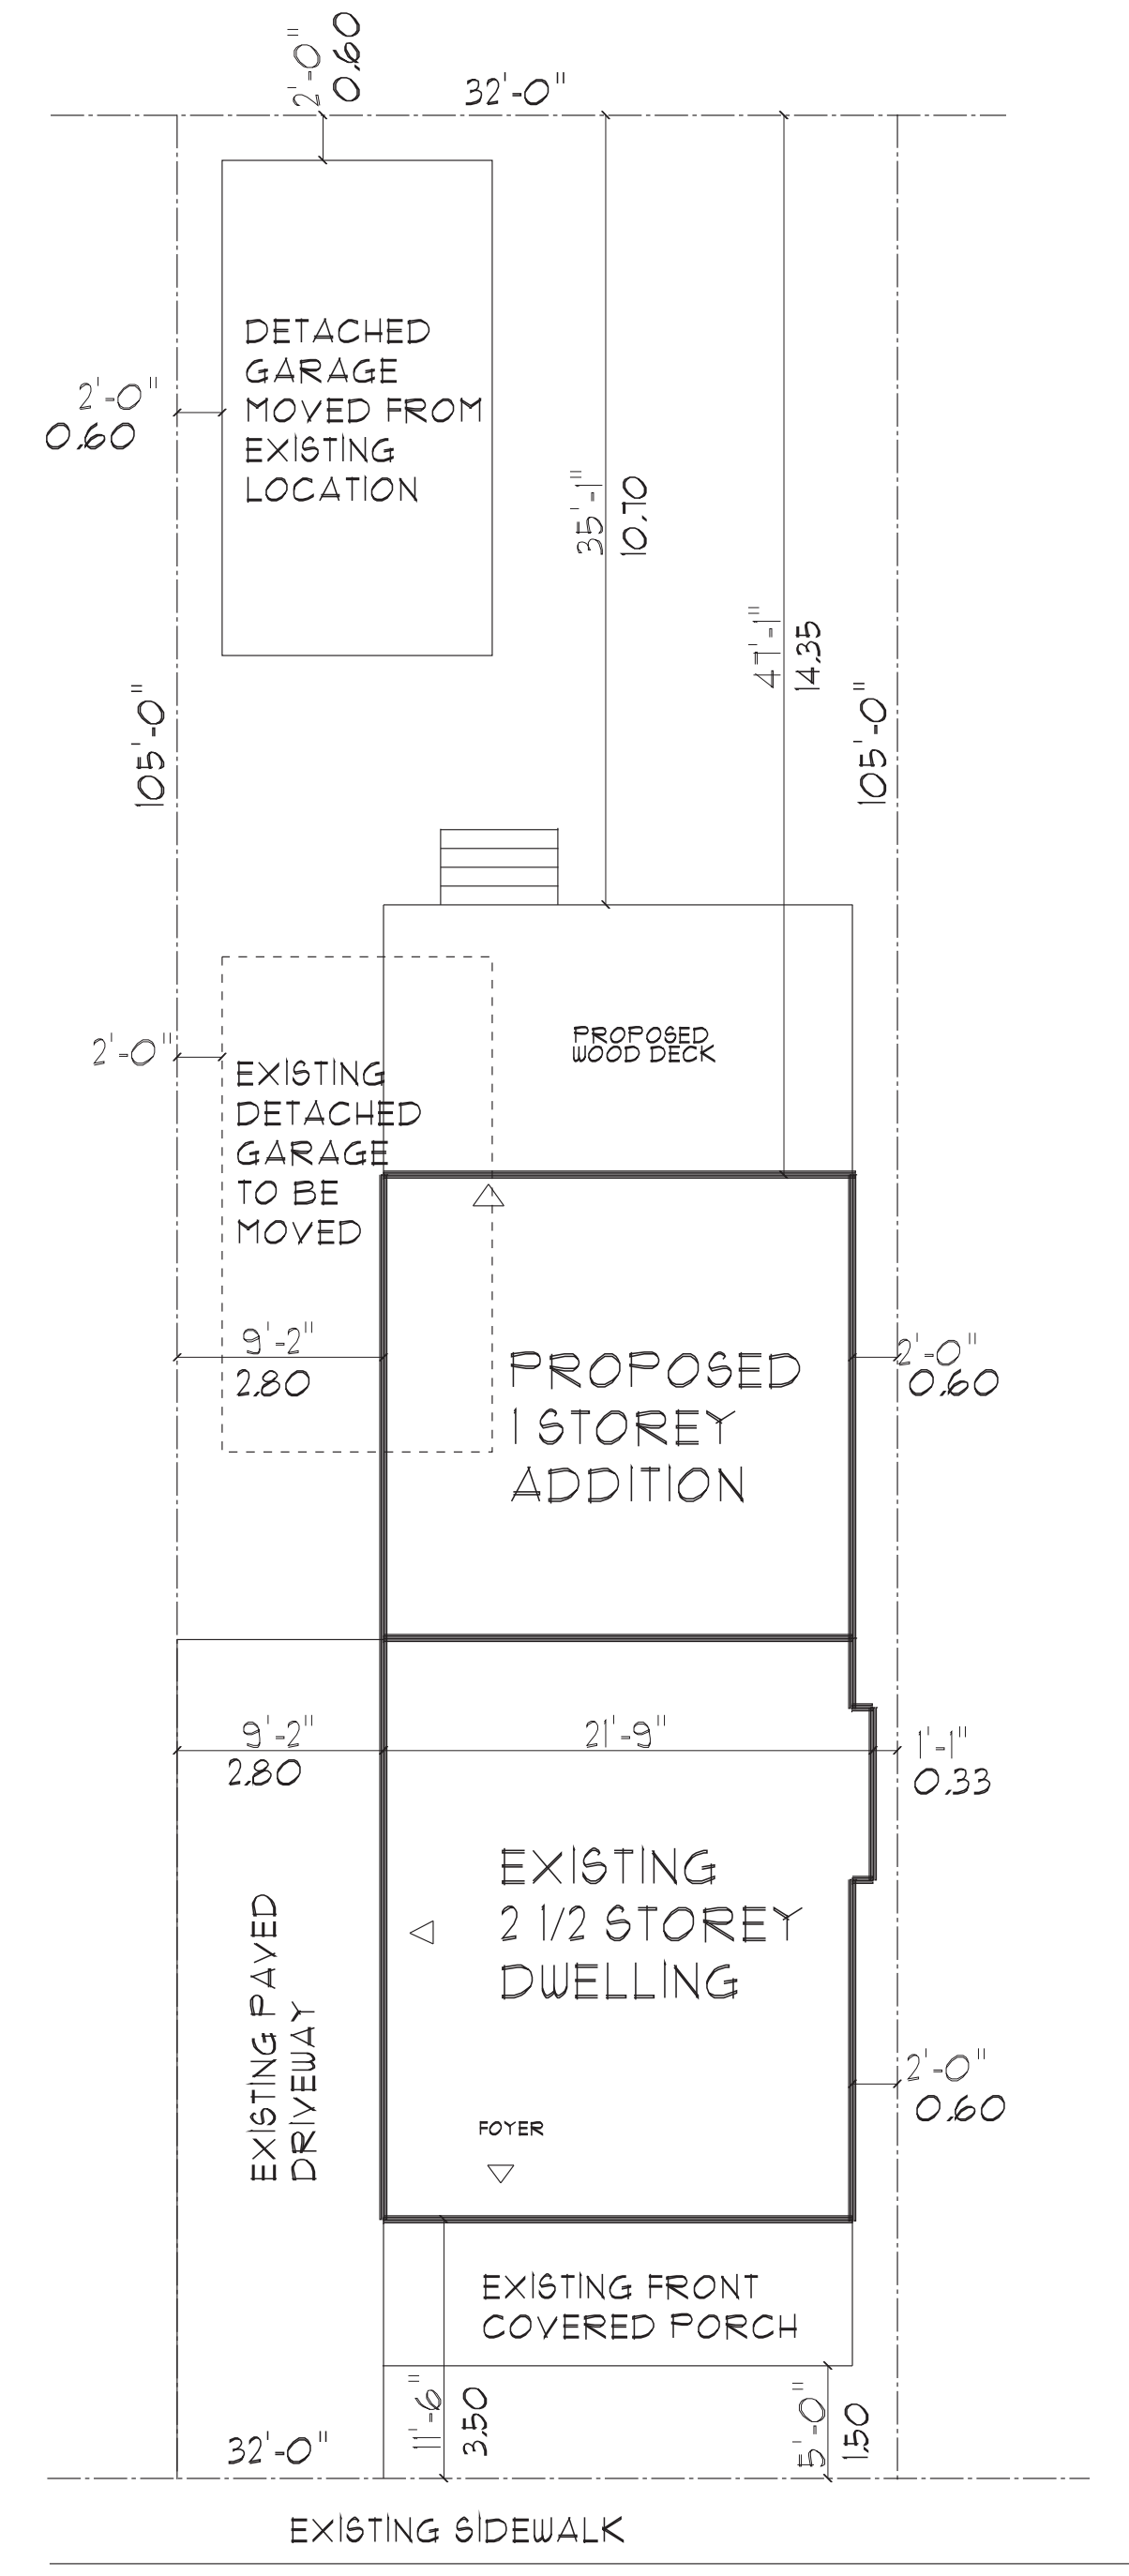 2'-0"
0.60
32'-0"
DETACHED
GARAGE
MOVED FROM
EXISTING
LOCATION
2'-0"
0.60
35'-1"
10.70
47'-1"
14.35
105'-0"
105'-0"
PROPOSED
WOOD DECK
2'-0"
EXISTING
DETACHED
GARAGE
TO BE
MOVED
9'-2"
2.80
PROPOSED
1 STOREY
ADDITION
2'-0"
0.60
9'-2"
2.80
21'-9"
1'-1"
0.33
EXISTING
2 1/2 STOREY
DWELLING
EXISTING PAVED
DRIVEWAY
2'-0"
0.60
FOYER
EXISTING FRONT
COVERED PORCH
11'-6"
3.50
5'-0"
1.50
32'-0"
EXISTING SIDEWALK